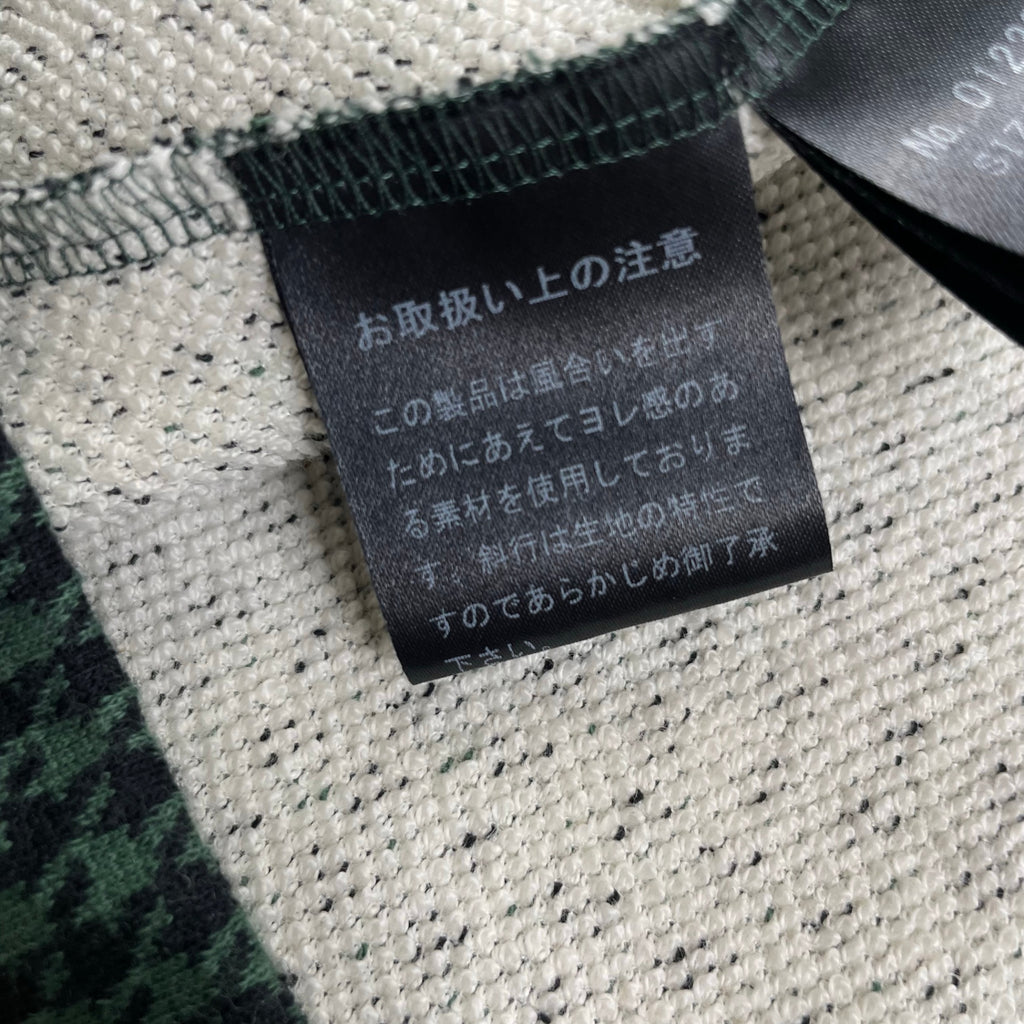 お取扱い上の注意
この製品は風合いを出す
ためにあえてヨレ感のあ
る素材を使用しておりま
す。斜行は生地の特性で
すのであらかじめ御了承
下さい。
No. 012